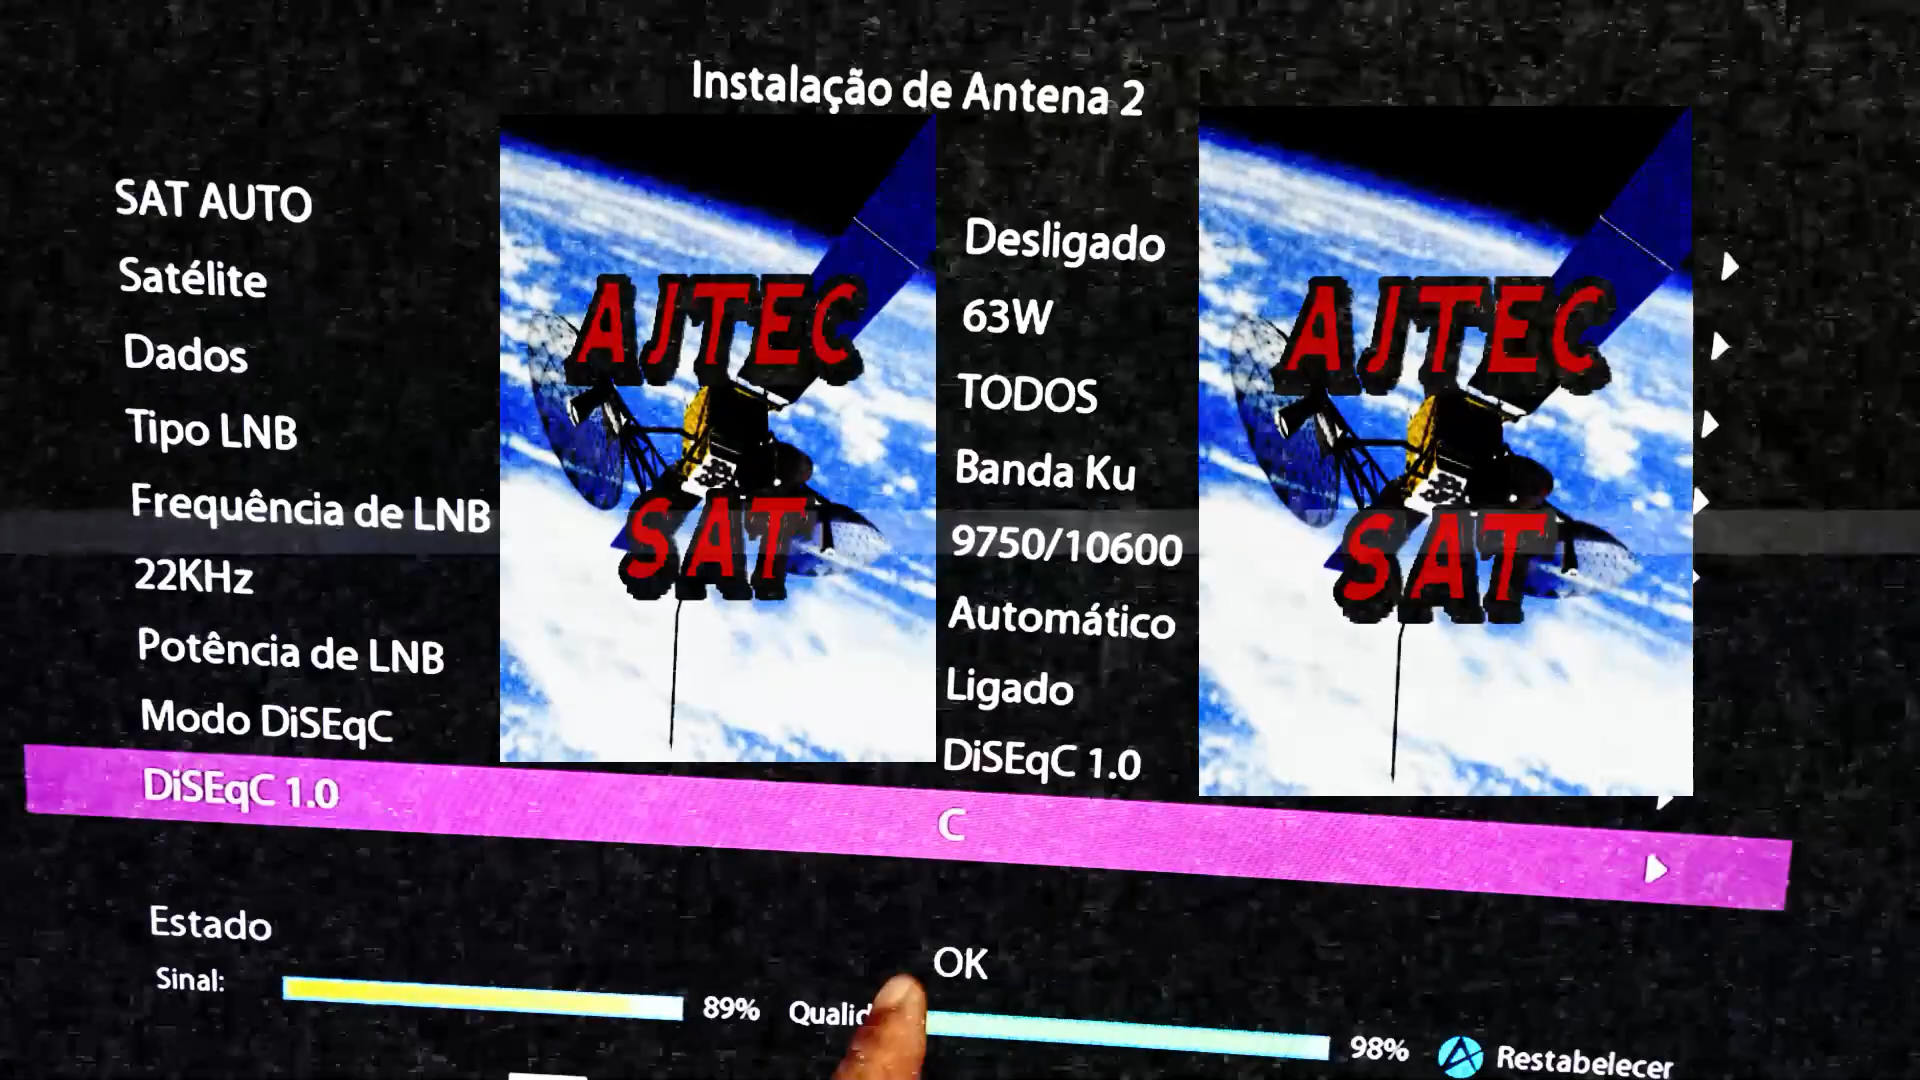 Instalação de Antena 2
SAT AUTO
Desligado
Satélite
63W
Dados
TODOS
Tipo LNB
Banda Ku
Frequência de LNB
9750/10600
22KHz
Automático
Potência de LNB
Ligado
Modo DiSEqC
DiSEqC 1.0
DiSEqC 1.0
C
AJTEC
SAT
AJTEC
SAT
Estado
OK
Sinal:
89%
98%
Restabelecer